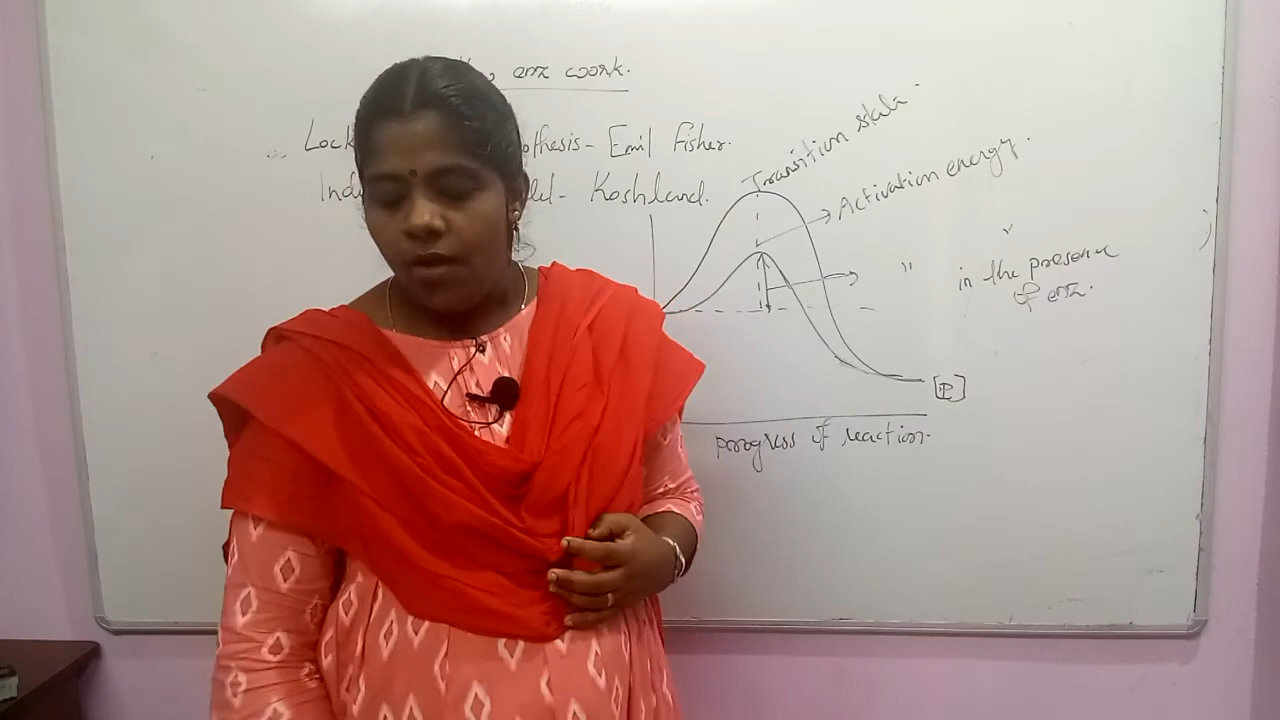 enz work.
Lock othesis - Emil Fisher.
Indu del - Koshland.
Transition state
Activation energy.
" in the presence
of enz.
[P]
progress of reaction.